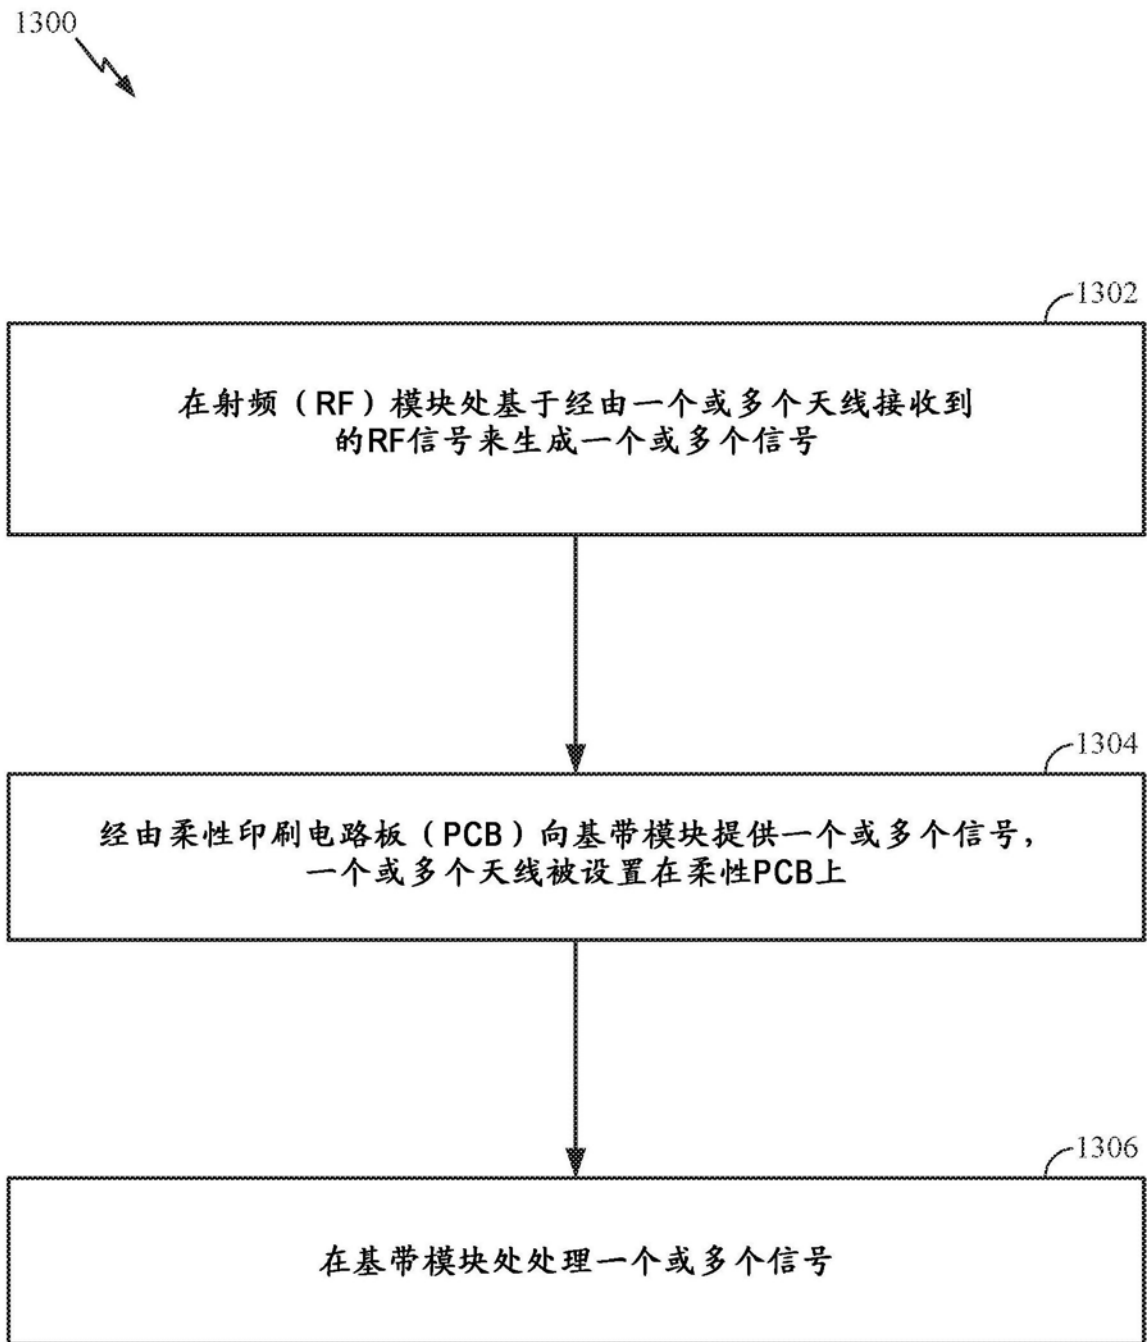 1300
1302
在射频（RF）模块处基于经由一个或多个天线接收到
的RF信号来生成一个或多个信号
1304
经由柔性印刷电路板（PCB）向基带模块提供一个或多个信号，
一个或多个天线被设置在柔性PCB上
1306
在基带模块处处理一个或多个信号